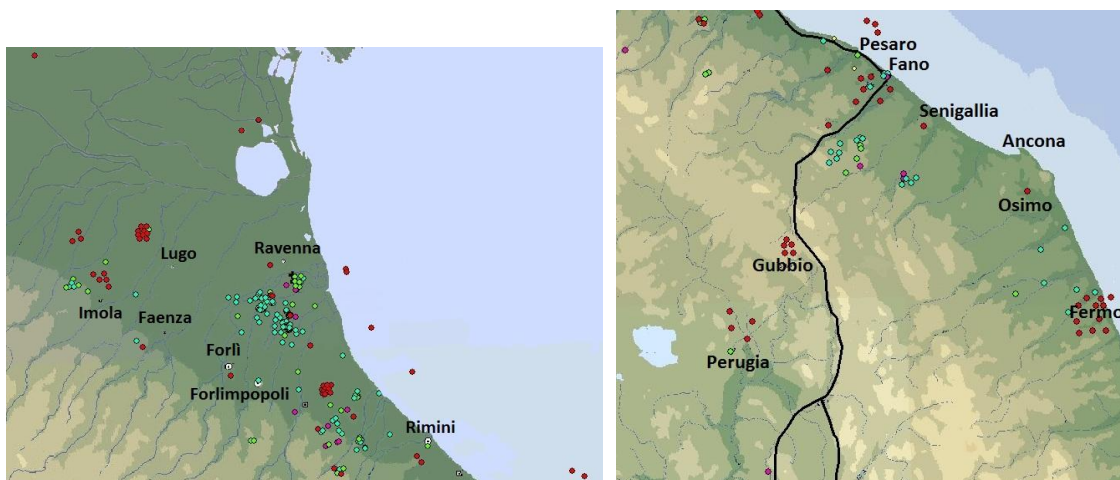 Lugo
Ravenna
Imola
Faenza
Forlì
Forlimpopoli
Rimini
Pesaro
Fano
Senigallia
Ancona
Osimo
Gubbio
Fermo
Perugia